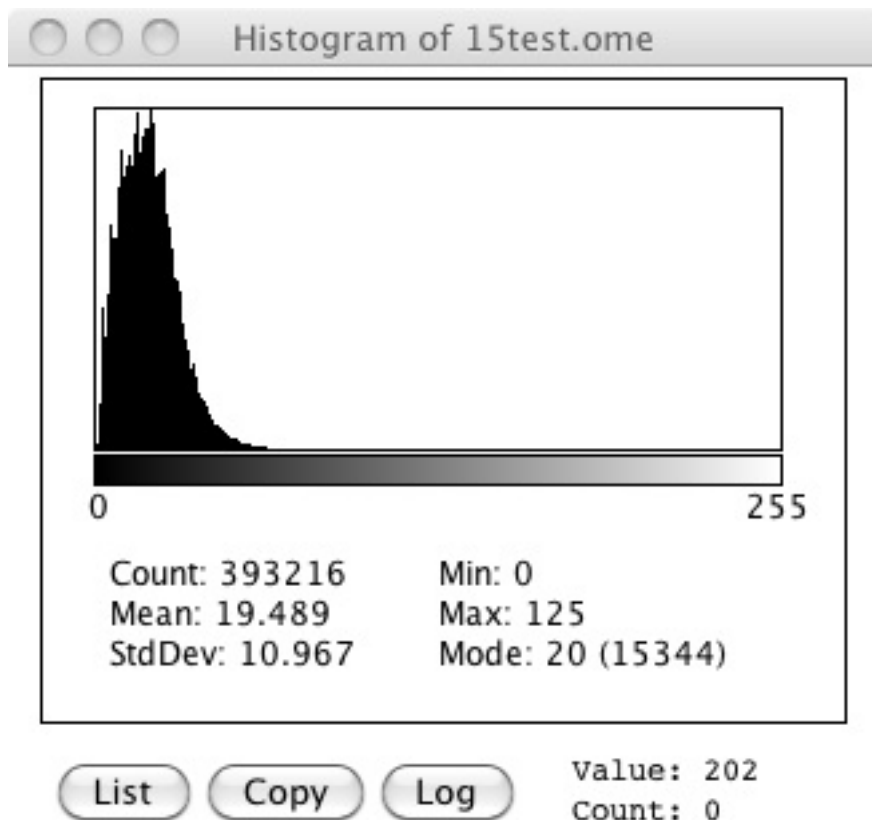 Histogram of 15test.ome
0 255
Count: 393216 Min: 0
Mean: 19.489 Max: 125
StdDev: 10.967 Mode: 20 (15344)
List Copy Log Value: 202
Count: 0